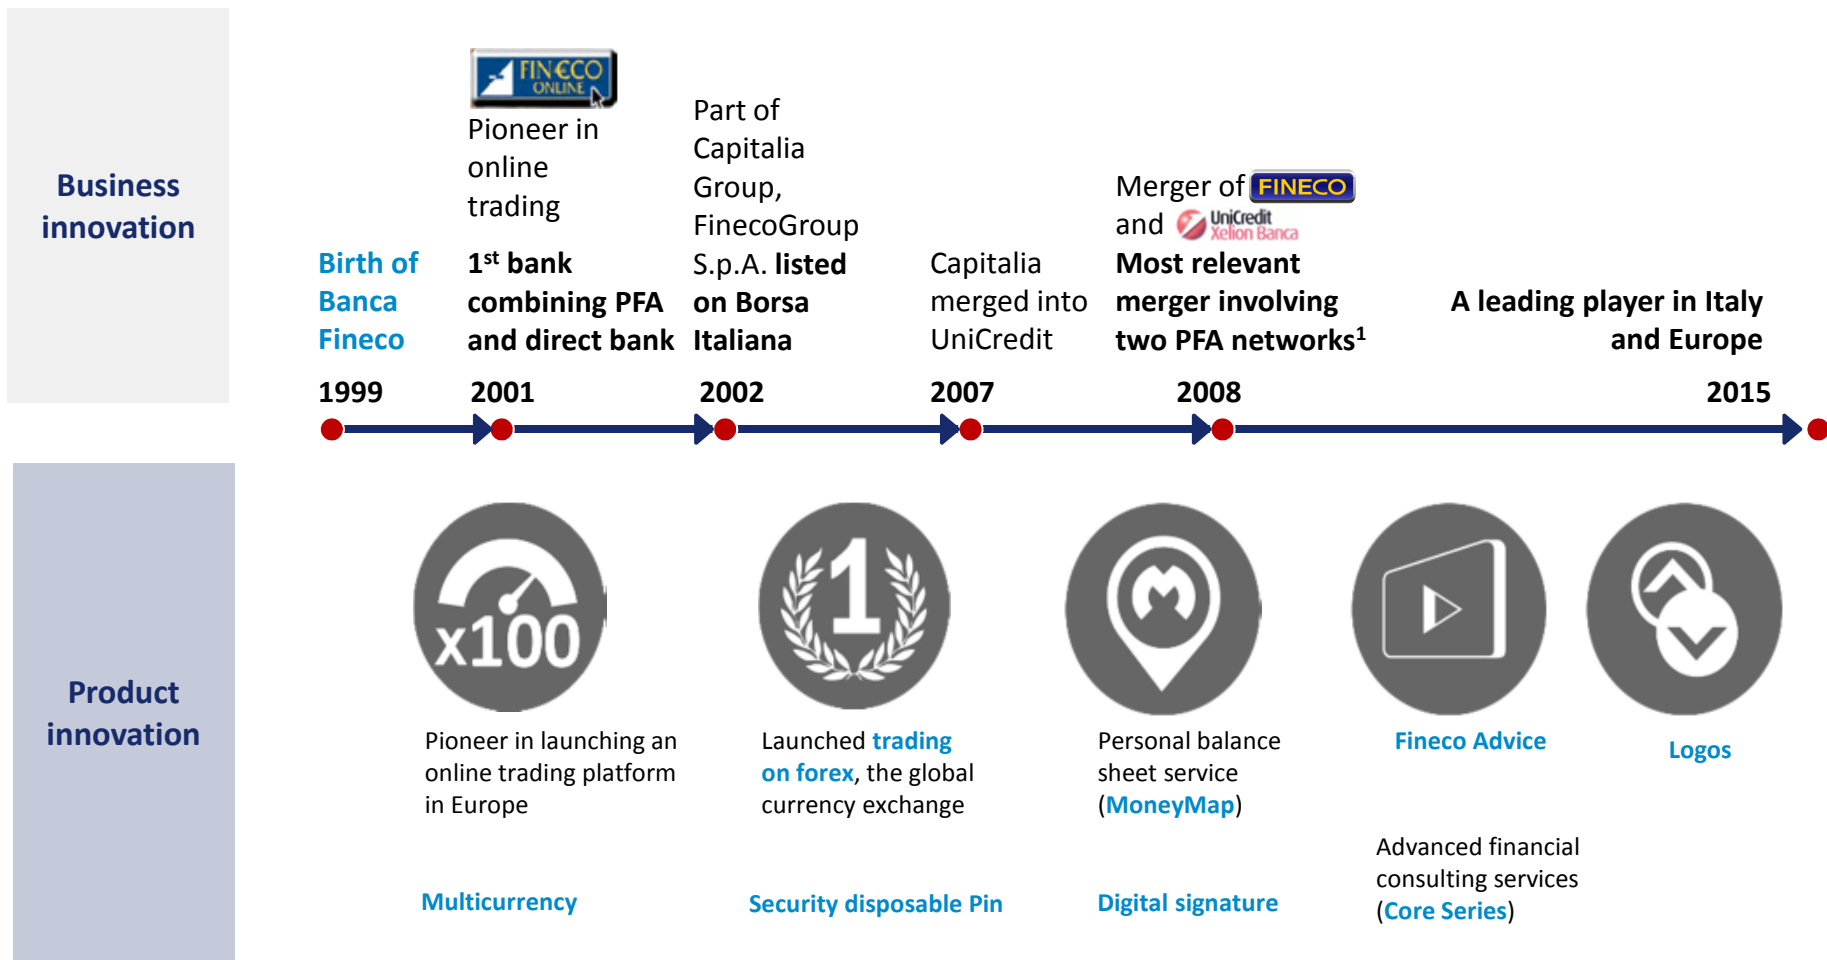 Business
innovation
FIN€CO
ONLINE
Pioneer in
online
trading
1st bank
combining PFA
and direct bank
Part of
Capitalia
Group,
FinecoGroup
S.p.A. listed
on Borsa
Italiana
Capitalia
merged into
UniCredit
Merger of FINECO
and UniCredit
Xelion Banca
Most relevant
merger involving
two PFA networks1
Birth of
Banca
Fineco
A leading player in Italy
and Europe
1999
2001
2002
2007
2008
2015
Product
innovation
x100
1
M
Pioneer in launching an
online trading platform
in Europe
Launched trading
on forex, the global
currency exchange
Personal balance
sheet service
(MoneyMap)
Fineco Advice
Logos
Multicurrency
Security disposable Pin
Digital signature
Advanced financial
consulting services
(Core Series)